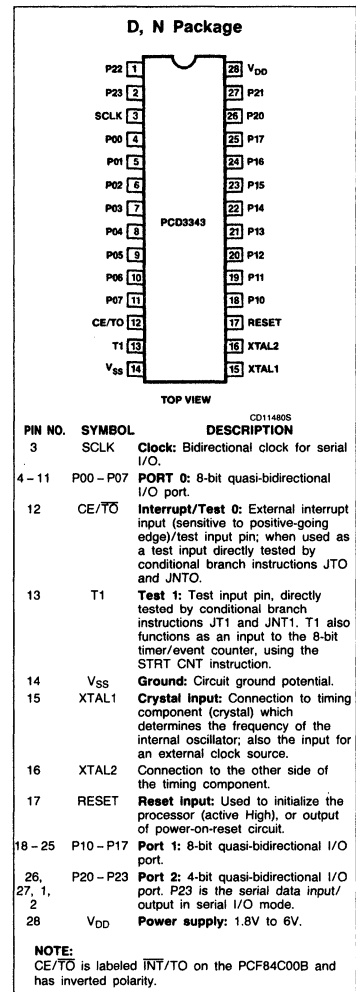 D, N Package
P22 1
28 VDD
P23 2
27 P21
SCLK 3
26 P20
P00 4
25 P17
P01 5
24 P16
P02 6
23 P15
P03 7
22 P14
PCD3343
P04 8
21 P13
P05 9
20 P12
P06 10
19 P11
P07 11
18 P10
CE/TO 12
17 RESET
T1 13
16 XTAL2
VSS 14
15 XTAL1
TOP VIEW
CD11480S
PIN NO. SYMBOL DESCRIPTION
3 SCLK Clock: Bidirectional clock for serial
I/O.
4 – 11 P00 – P07 PORT 0: 8-bit quasi-bidirectional
I/O port.
12 CE/T̅O̅ Interrupt/Test 0: External interrupt
input (sensitive to positive-going
edge)/test input pin; when used as
a test input directly tested by
conditional branch instructions JTO
and JNTO.
13 T1 Test 1: Test input pin, directly
tested by conditional branch
instructions JT1 and JNT1. T1 also
functions as an input to the 8-bit
timer/event counter, using the
STRT CNT instruction.
14 VSS Ground: Circuit ground potential.
15 XTAL1 Crystal input: Connection to timing
component (crystal) which
determines the frequency of the
internal oscillator; also the input for
an external clock source.
16 XTAL2 Connection to the other side of
the timing component.
17 RESET Reset input: Used to initialize the
processor (active High), or output
of power-on-reset circuit.
18 – 25 P10 – P17 Port 1: 8-bit quasi-bidirectional I/O
port.
26, P20 – P23 Port 2: 4-bit quasi-bidirectional I/O
27, 1, port. P23 is the serial data input/
2 output in serial I/O mode.
28 VDD Power supply: 1.8V to 6V.
NOTE:
CE/T̅O̅ is labeled I̅N̅T̅/TO on the PCF84C00B and
has inverted polarity.